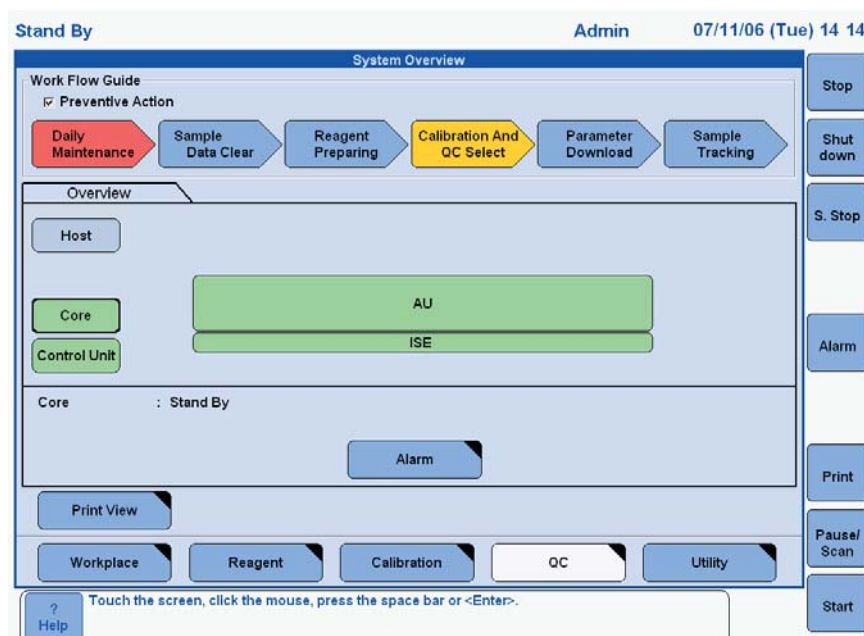 Stand By Admin 07/11/06 (Tue) 14 14
System Overview
Work Flow Guide
Preventive Action
Daily Maintenance
Sample Data Clear
Reagent Preparing
Calibration And QC Select
Parameter Download
Sample Tracking
Overview
Host
AU
Core
ISE
Control Unit
Core : Stand By
Alarm
Print View
Workplace
Reagent
Calibration
QC
Utility
? Help
Touch the screen, click the mouse, press the space bar or <Enter>.
Stop
Shut down
S. Stop
Alarm
Print
Pause/ Scan
Start